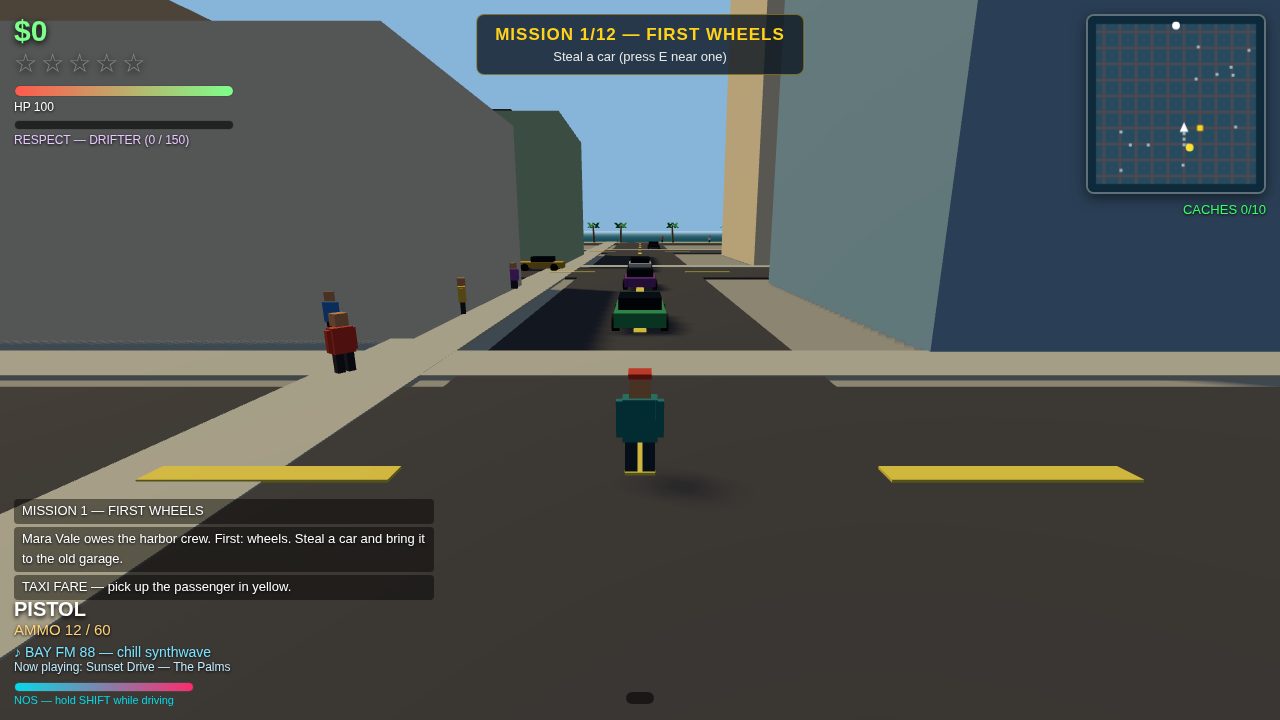 $0
☆☆☆☆☆
HP 100
RESPECT — DRIFTER (0 / 150)
MISSION 1/12 — FIRST WHEELS
Steal a car (press E near one)
CACHES 0/10
MISSION 1 — FIRST WHEELS
Mara Vale owes the harbor crew. First: wheels. Steal a car and bring it
to the old garage.
TAXI FARE — pick up the passenger in yellow.
PISTOL
AMMO 12 / 60
♪ BAY FM 88 — chill synthwave
Now playing: Sunset Drive — The Palms
NOS — hold SHIFT while driving